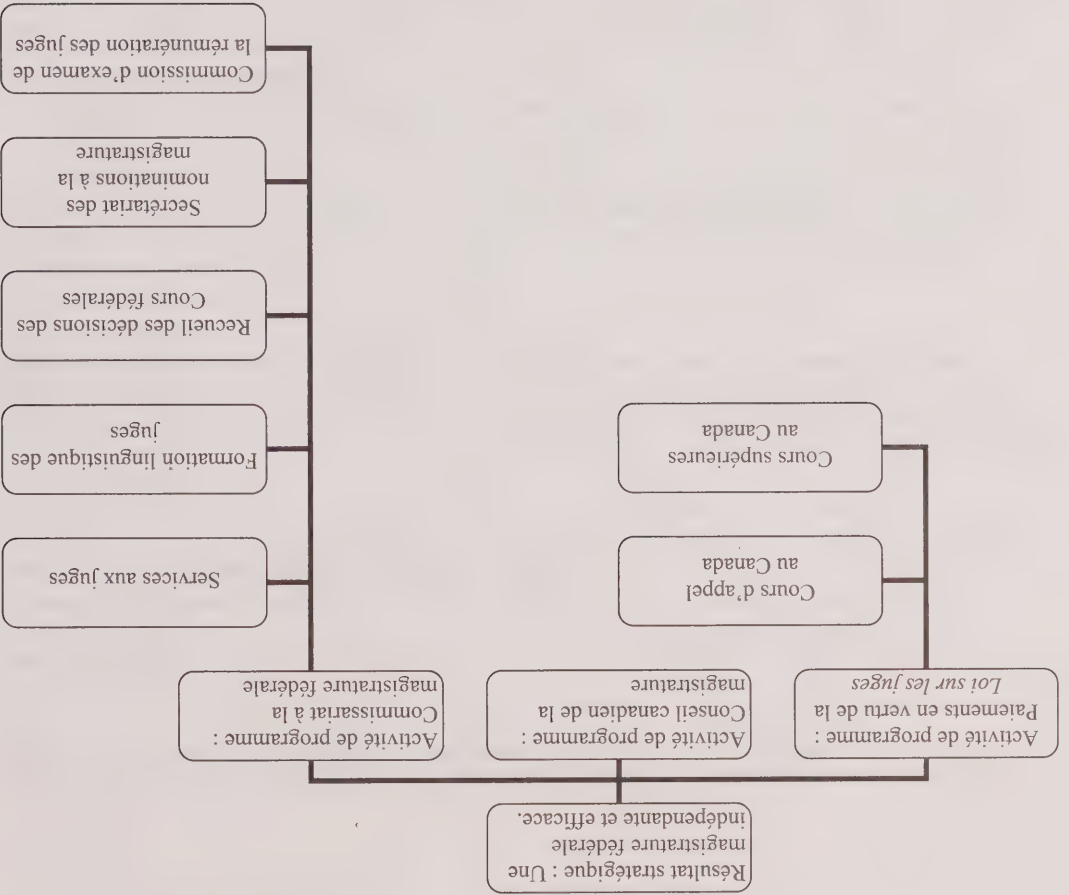 Résultat stratégique : Une
magistrature fédérale
indépendante et efficace.
Activité de programme :
Paiements en vertu de la
Loi sur les juges
Cours d'appel
au Canada
Cours supérieures
au Canada
Activité de programme :
Conseil canadien de la
magistrature
Activité de programme :
Commissariat à la
magistrature fédérale
Services aux juges
Formation linguistique des
juges
Recueil des décisions des
Cours fédérales
Secrétariat des
nominations à la
magistrature
Commission d'examen de
la rémunération des juges